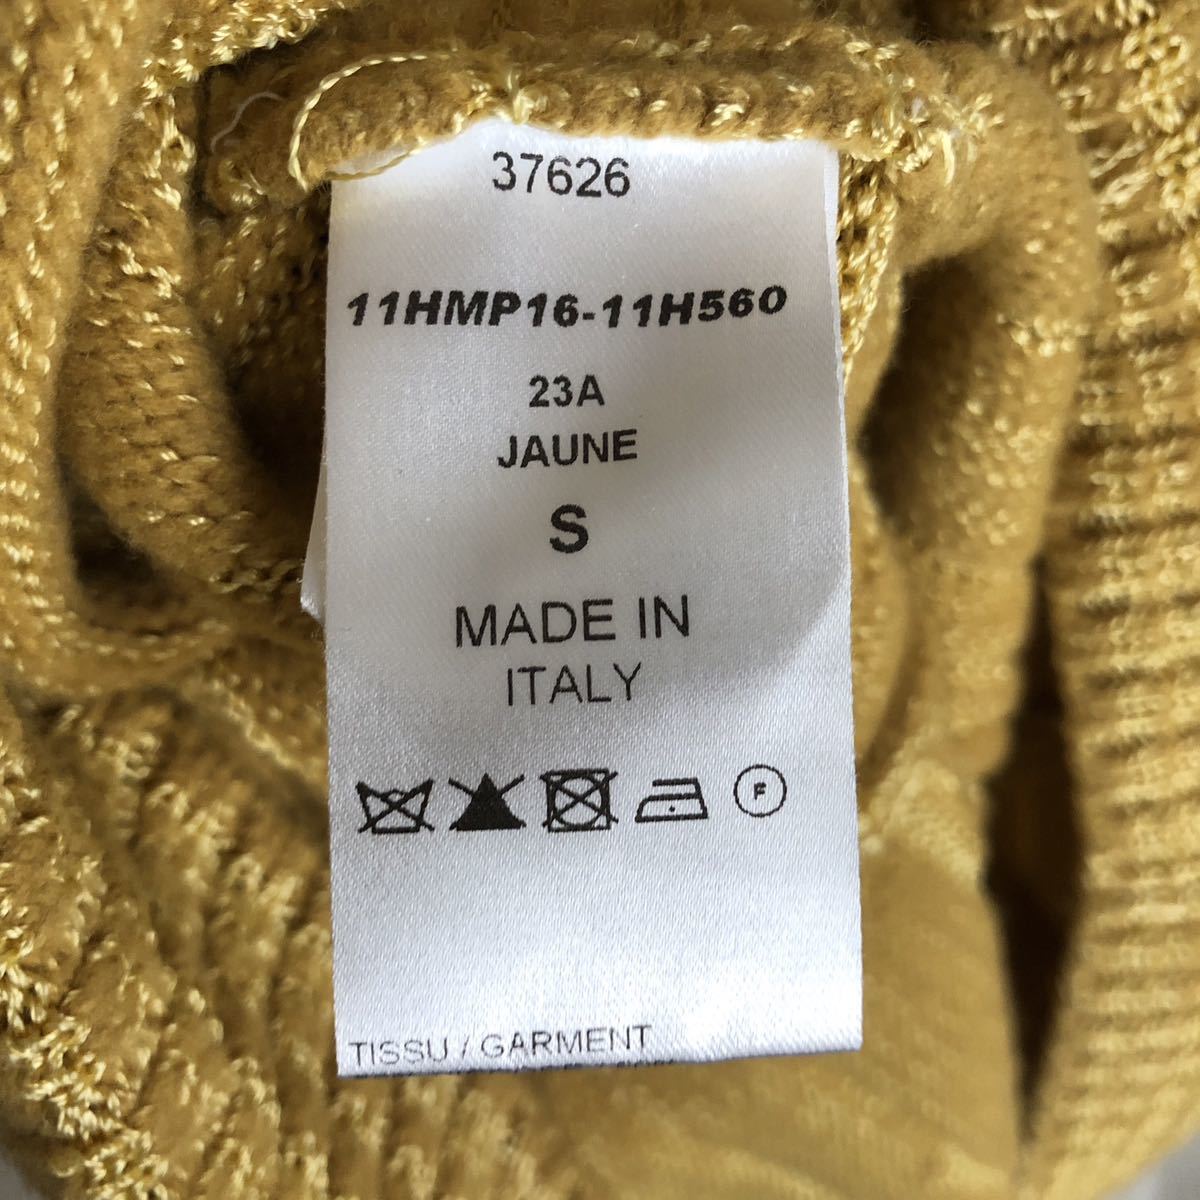 37626
11HMP16-11H560
23A
JAUNE
S
MADE IN
ITALY
F
TISSU / GARMENT